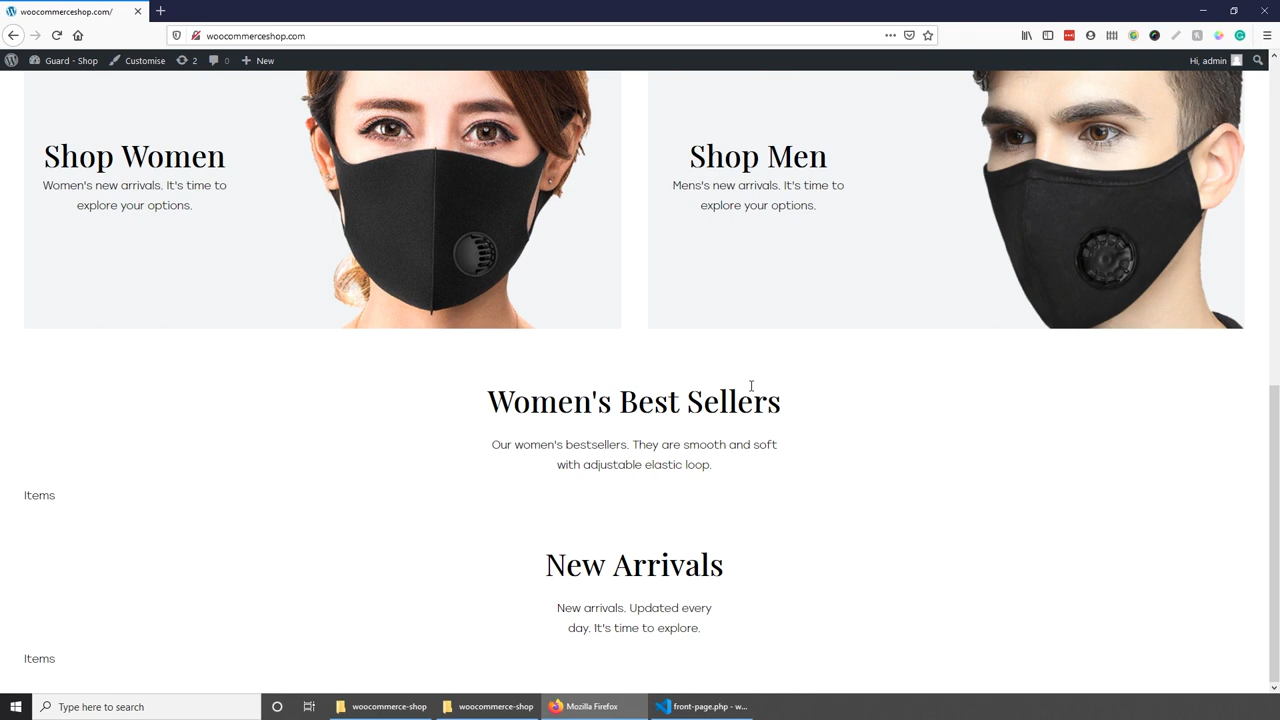 woocommerceshop.com/
woocommerceshop.com
Guard - Shop
Customise
2
0
New
Hi, admin
Shop Women
Women's new arrivals. It's time to
explore your options.
Shop Men
Mens's new arrivals. It's time to
explore your options.
Women's Best Sellers
Our women's bestsellers. They are smooth and soft
with adjustable elastic loop.
Items
New Arrivals
New arrivals. Updated every
day. It's time to explore.
Items
Type here to search
woocommerce-shop
woocommerce-shop
Mozilla Firefox
front-page.php - w...